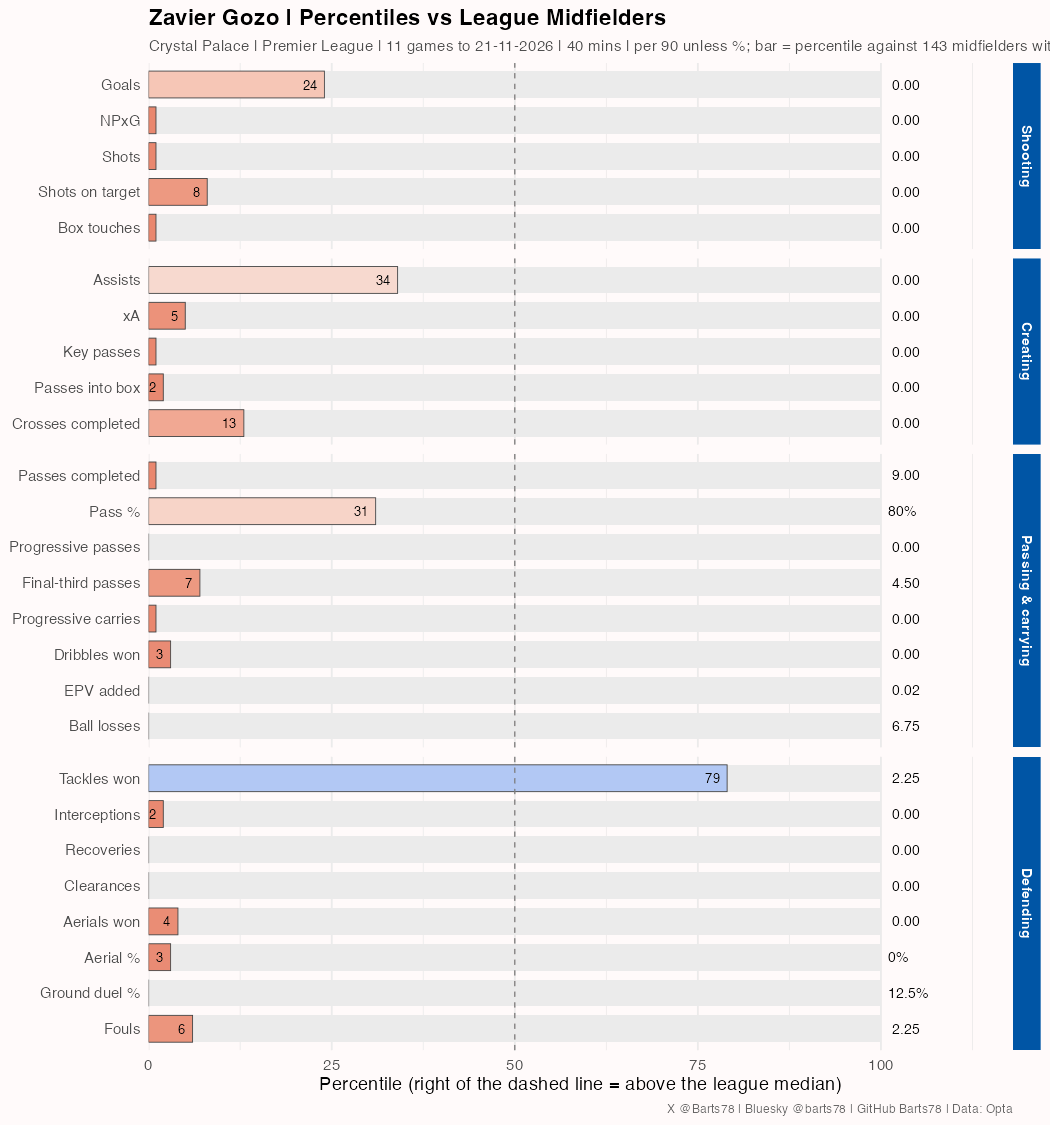 Zavier Gozo | Percentiles vs League Midfielders
Crystal Palace | Premier League | 11 games to 21-11-2026 | 40 mins | per 90 unless %; bar = percentile against 143 midfielders wit
Goals 24 0.00
NPxG 0.00
Shots 0.00
Shots on target 8 0.00
Box touches 0.00
Shooting
Assists 34 0.00
xA 5 0.00
Key passes 0.00
Passes into box 2 0.00
Crosses completed 13 0.00
Creating
Passes completed 9.00
Pass % 31 80%
Progressive passes 0.00
Final-third passes 7 4.50
Progressive carries 0.00
Dribbles won 3 0.00
EPV added 0.02
Ball losses 6.75
Passing & carrying
Tackles won 79 2.25
Interceptions 2 0.00
Recoveries 0.00
Clearances 0.00
Aerials won 4 0.00
Aerial % 3 0%
Ground duel % 12.5%
Fouls 6 2.25
Defending
0 25 50 75 100
Percentile (right of the dashed line = above the league median)
X @Barts78 | Bluesky @barts78 | GitHub Barts78 | Data: Opta